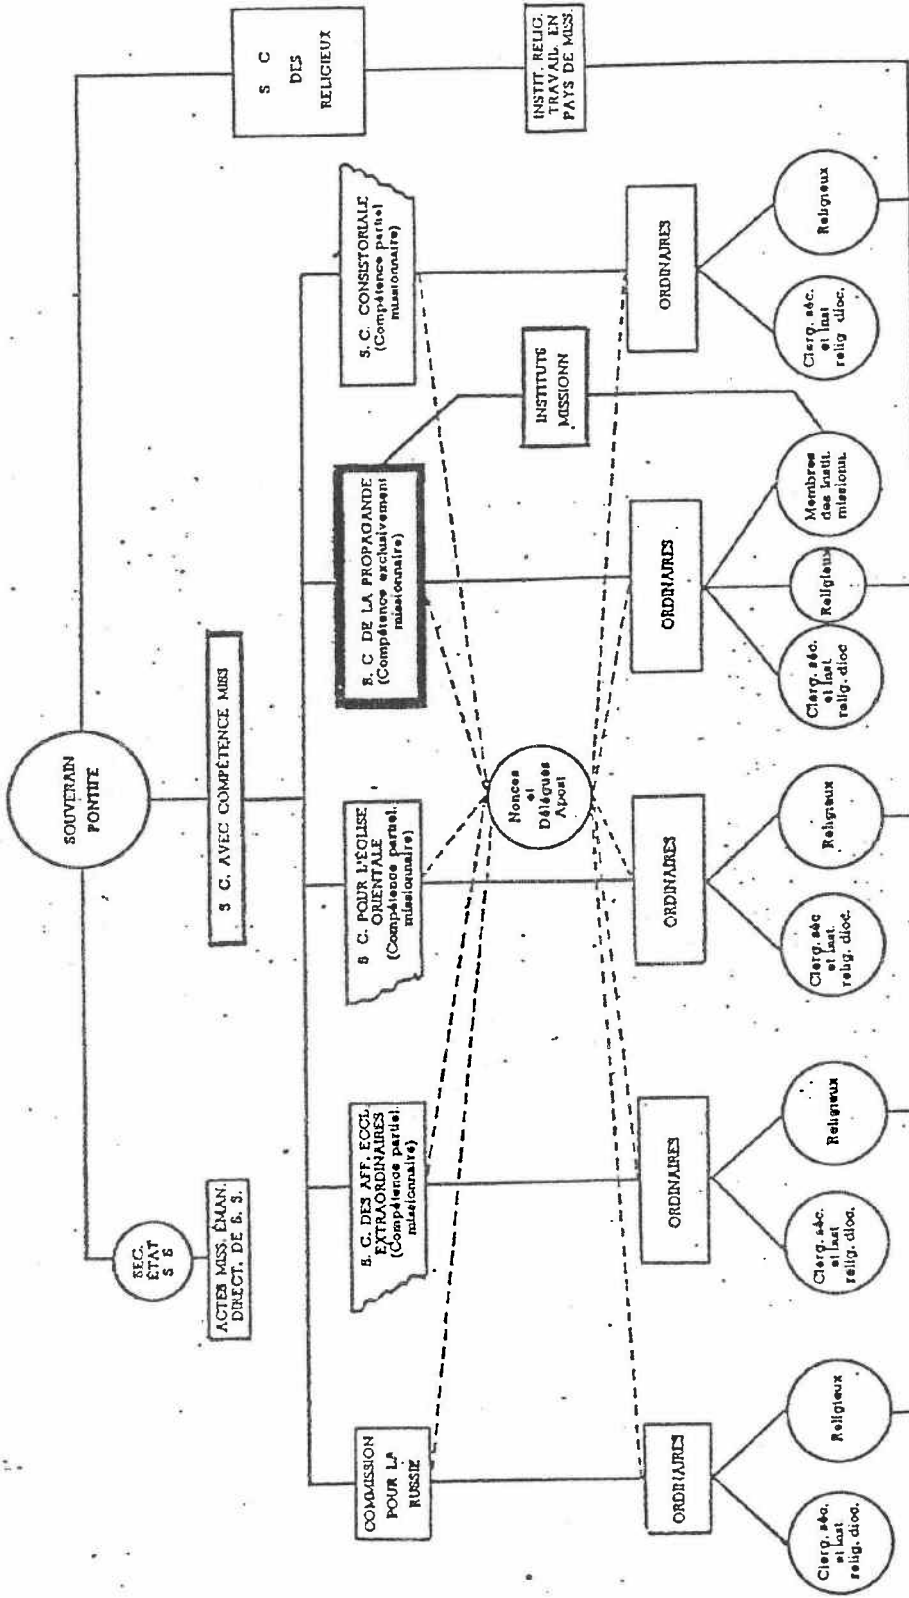 SOUVERAIN
PONTIFE
SEC.
ÉTAT
S S
ACTES MISS. ÉMAN.
DIRECT. DE S. S.
S C. AVEC COMPÉTENCE MISS
S C
DES
RELIGIEUX
INSTIT. RELIG.
TRAVAIL. EN
PAYS DE MISS.
COMMISSION
POUR LA
RUSSIE
S. C. DES AFF. ECCL.
EXTRAORDINAIRES
(Compétence partiel.
missionnaire)
S C. POUR L'ÉGLISE
ORIENTALE
(Compétence partiel.
missionnaire)
S. C DE LA PROPAGANDE
(Compétence exclusivement
missionnaire)
S. C. CONSISTORIALE
(Compétence partiel
missionnaire)
INSTITUTS
MISSIONN
Nonces
et
Délégues
Apost
ORDINAIRES
ORDINAIRES
ORDINAIRES
ORDINAIRES
ORDINAIRES
Clerg. séc.
et inst
relig. dioc.
Religieux
Clerg. séc.
et inst
relig. dioc.
Religieux
Clerg. séc
et inst.
relig. dioc.
Religieux
Clerg. séc.
et inst
relig. dioc
Religieux
Membres
des Instit.
missionn.
Clerg. séc.
et inst
relig dioc.
Religieux